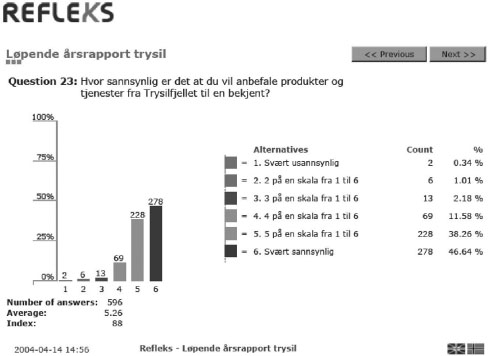 REFLEKS
Løpende årsrapport trysil
<< Previous
Next >>
Question 23: Hvor sannsynlig er det at du vil anbefale produkter og
tjenester fra Trysilfjellet til en bekjent?
100%
75%
50%
25%
0%
2
6
13
69
228
278
1 2 3 4 5 6
Alternatives Count %
= 1. Svært usannsynlig 2 0.34 %
= 2. 2 på en skala fra 1 til 6 6 1.01 %
= 3. 3 på en skala fra 1 til 6 13 2.18 %
= 4. 4 på en skala fra 1 til 6 69 11.58 %
= 5. 5 på en skala fra 1 til 6 228 38.26 %
= 6. Svært sannsynlig 278 46.64 %
Number of answers: 596
Average: 5.26
Index: 88
2004-04-14 14:56 Refleks - Løpende årsrapport trysil